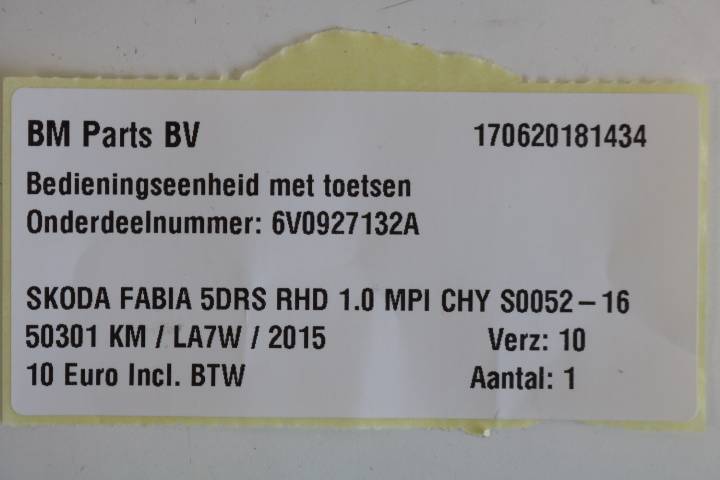 BM Parts BV 170620181434
Bedieningseenheid met toetsen
Onderdeelnummer: 6V0927132A
SKODA FABIA 5DRS RHD 1.0 MPI CHY S0052-16
50301 KM / LA7W / 2015 Verz: 10
10 Euro Incl. BTW Aantal: 1